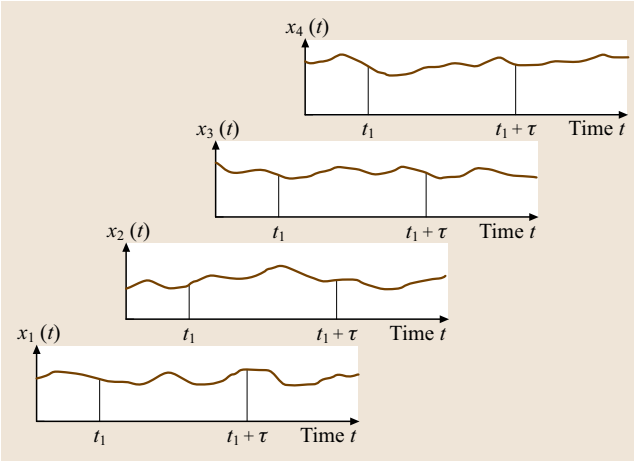 x₄ (t)
t₁ t₁ + τ Time t
x₃ (t)
t₁ t₁ + τ Time t
x₂ (t)
t₁ t₁ + τ Time t
x₁ (t)
t₁ t₁ + τ Time t